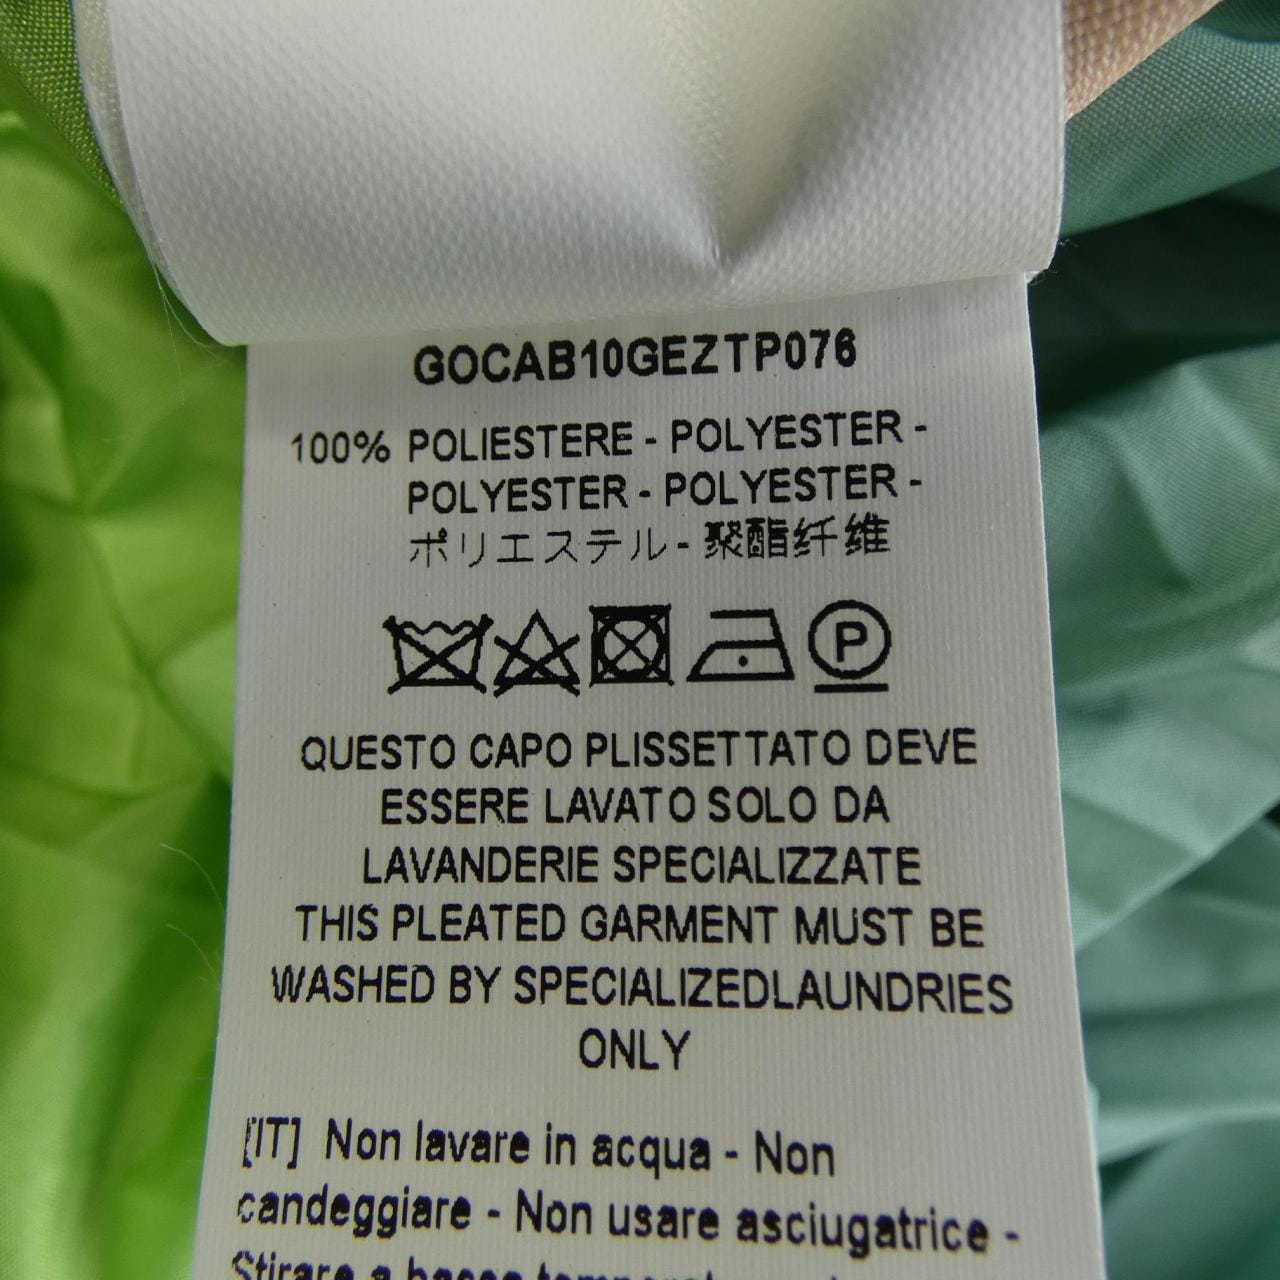 GOCAB10GEZTP076
100% POLIESTERE - POLYESTER -
POLYESTER - POLYESTER -
ポリエステル - 聚酯纤维
P
QUESTO CAPO PLISSETTATO DEVE
ESSERE LAVATO SOLO DA
LAVANDERIE SPECIALIZZATE
THIS PLEATED GARMENT MUST BE
WASHED BY SPECIALIZEDLAUNDRIES
ONLY
[IT] Non lavare in acqua - Non
candeggiare - Non usare asciugatrice -
Stirare a bassa